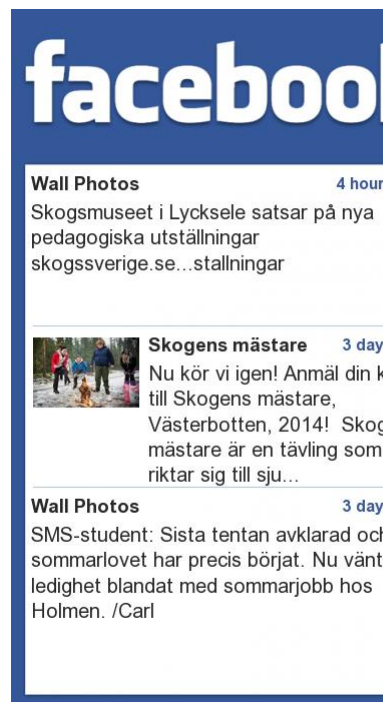 facebook
Wall Photos 4 hour
Skogsmuseet i Lycksele satsar på nya
pedagogiska utställningar
skogssverige.se...stallningar
Skogens mästare 3 day
Nu kör vi igen! Anmäl din k
till Skogens mästare,
Västerbotten, 2014! Skog
mästare är en tävling som
riktar sig till sju...
Wall Photos 3 day
SMS-student: Sista tentan avklarad och
sommarlovet har precis börjat. Nu vänt
ledighet blandat med sommarjobb hos
Holmen. /Carl